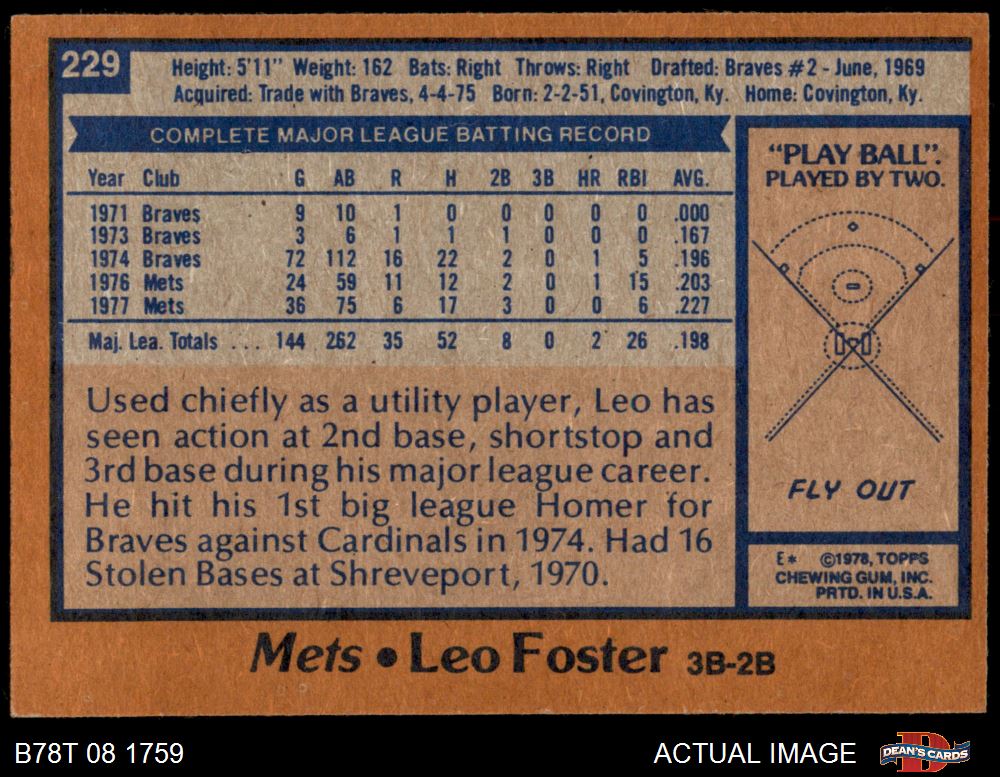 229
Height: 5'11" Weight: 162 Bats: Right Throws: Right Drafted: Braves #2 - June, 1969
Acquired: Trade with Braves, 4-4-75 Born: 2-2-51, Covington, Ky. Home: Covington, Ky.
COMPLETE MAJOR LEAGUE BATTING RECORD
Year Club G AB R H 2B 3B HR RBI AVG.
1971 Braves 9 10 1 0 0 0 0 0 .000
1973 Braves 3 6 1 1 1 0 0 0 .167
1974 Braves 72 112 16 22 2 0 1 5 .196
1976 Mets 24 59 11 12 2 0 1 15 .203
1977 Mets 36 75 6 17 3 0 0 6 .227
Maj. Lea. Totals ... 144 262 35 52 8 0 2 26 .198
Used chiefly as a utility player, Leo has
seen action at 2nd base, shortstop and
3rd base during his major league career.
He hit his 1st big league Homer for
Braves against Cardinals in 1974. Had 16
Stolen Bases at Shreveport, 1970.
"PLAY BALL".
PLAYED BY TWO.
FLY OUT
E* ©1978, TOPPS
CHEWING GUM, INC.
PRTD. IN U.S.A.
Mets • Leo Foster 3B-2B
B78T 08 1759
ACTUAL IMAGE
DEAN'S CARDS